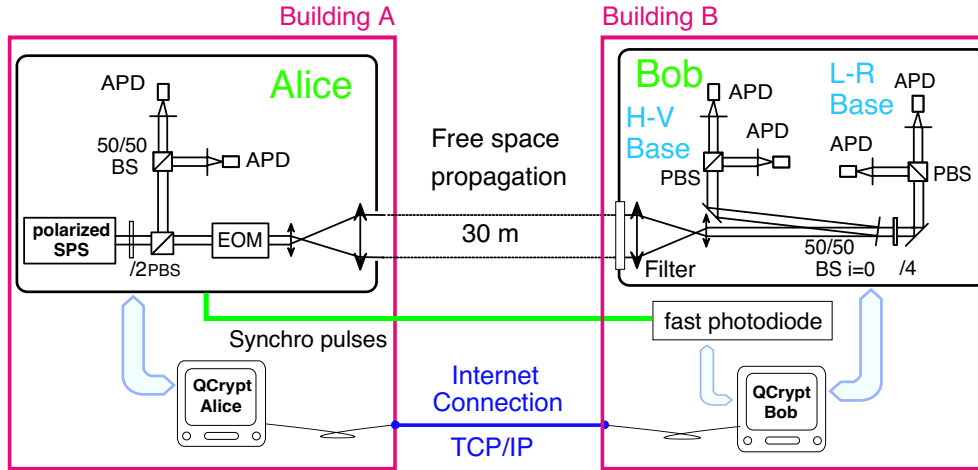 Building A
Building B
APD
Alice
50/50
BS
APD
polarized
SPS
/2
PBS
EOM
Free space
propagation
30 m
Bob
H-V
Base
APD
L-R
Base
APD
APD
APD
PBS
PBS
Filter
50/50
BS i=0
/4
Synchro pulses
fast photodiode
QCrypt
Alice
Internet
Connection
TCP/IP
QCrypt
Bob